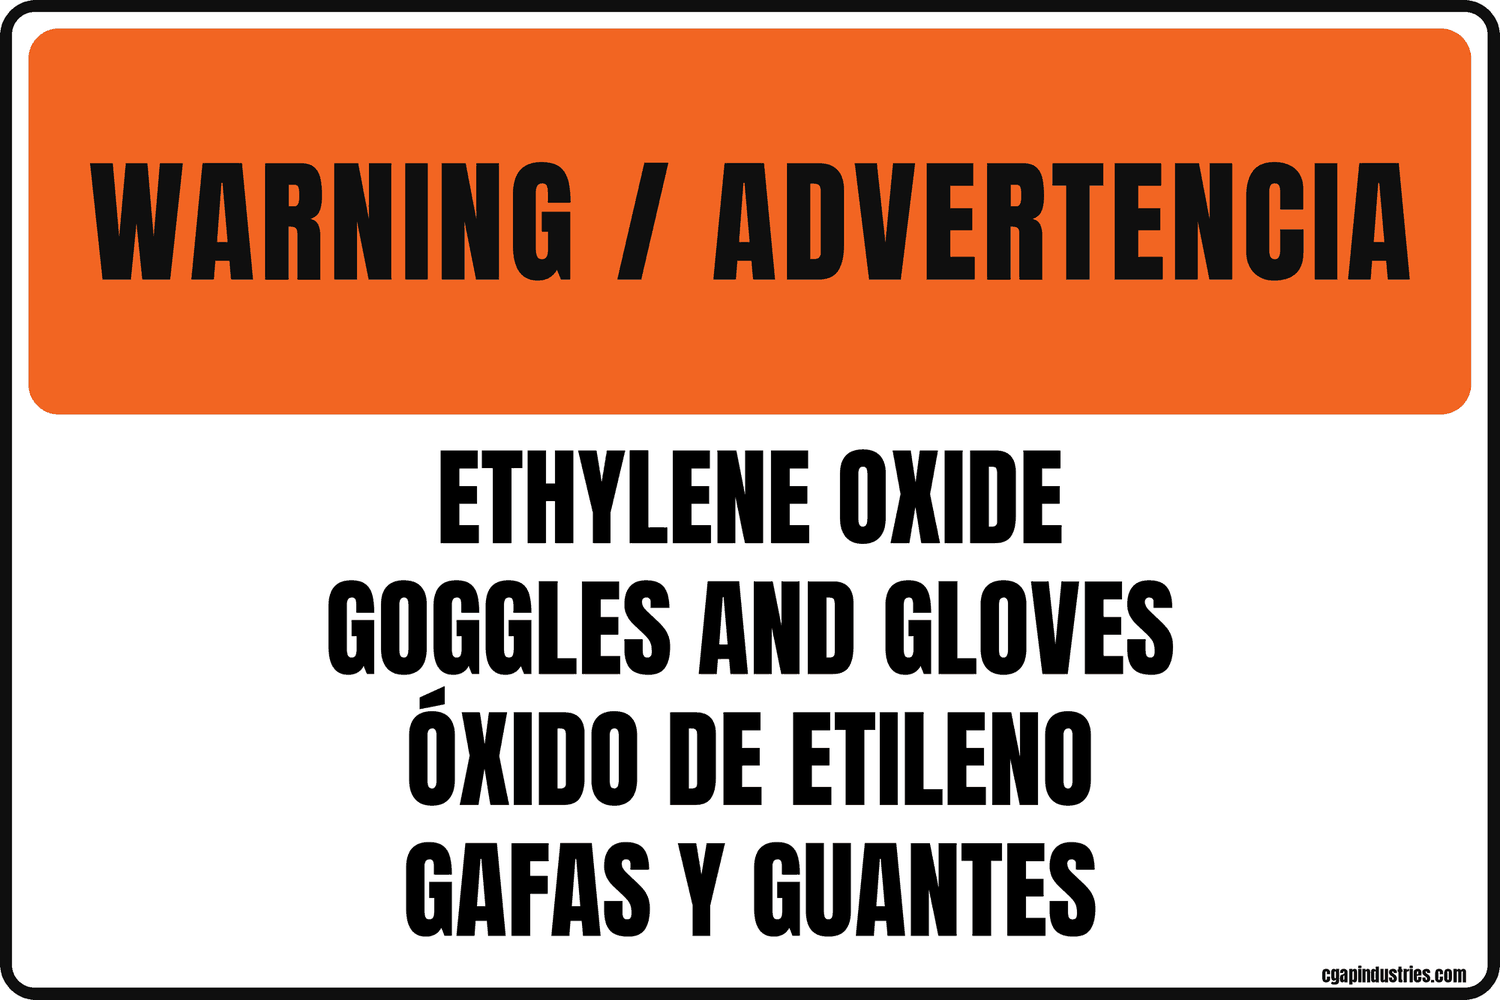 WARNING / ADVERTENCIA
ETHYLENE OXIDE
GOGGLES AND GLOVES
ÓXIDO DE ETILENO
GAFAS Y GUANTES
cgapindustries.com